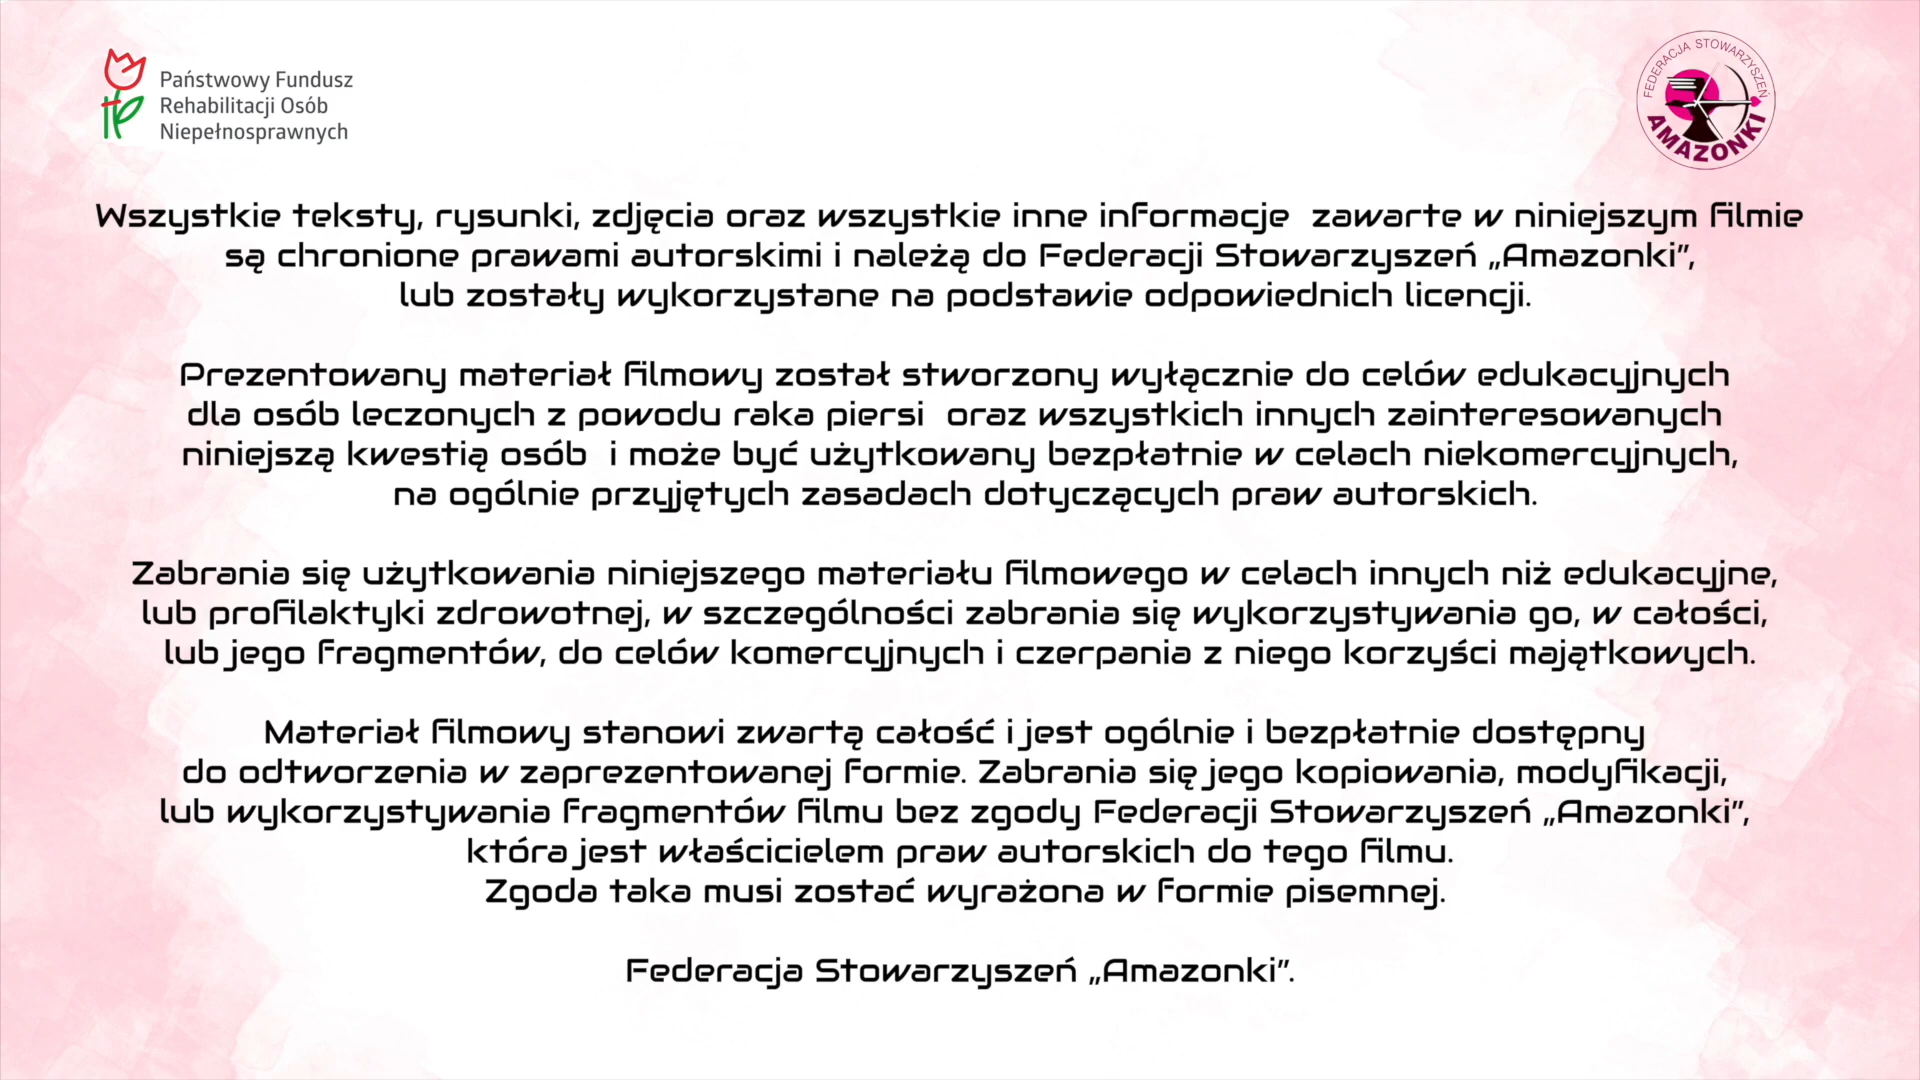 Państwowy Fundusz
Rehabilitacji Osób
Niepełnosprawnych
FEDERACJA STOWARZYSZEŃ
AMAZONKI
Wszystkie teksty, rysunki, zdjęcia oraz wszystkie inne informacje  zawarte w niniejszym filmie
są chronione prawami autorskimi i należą do Federacji Stowarzyszeń „Amazonki”,
lub zostały wykorzystane na podstawie odpowiednich licencji.
Prezentowany materiał filmowy został stworzony wyłącznie do celów edukacyjnych
dla osób leczonych z powodu raka piersi  oraz wszystkich innych zainteresowanych
niniejszą kwestią osób  i może być użytkowany bezpłatnie w celach niekomercyjnych,
na ogólnie przyjętych zasadach dotyczących praw autorskich.
Zabrania się użytkowania niniejszego materiału filmowego w celach innych niż edukacyjne,
lub profilaktyki zdrowotnej, w szczególności zabrania się wykorzystywania go, w całości,
lub jego fragmentów, do celów komercyjnych i czerpania z niego korzyści majątkowych.
Materiał filmowy stanowi zwartą całość i jest ogólnie i bezpłatnie dostępny
do odtworzenia w zaprezentowanej formie. Zabrania się jego kopiowania, modyfikacji,
lub wykorzystywania fragmentów filmu bez zgody Federacji Stowarzyszeń „Amazonki”,
która jest właścicielem praw autorskich do tego filmu.
Zgoda taka musi zostać wyrażona w formie pisemnej.
Federacja Stowarzyszeń „Amazonki”.